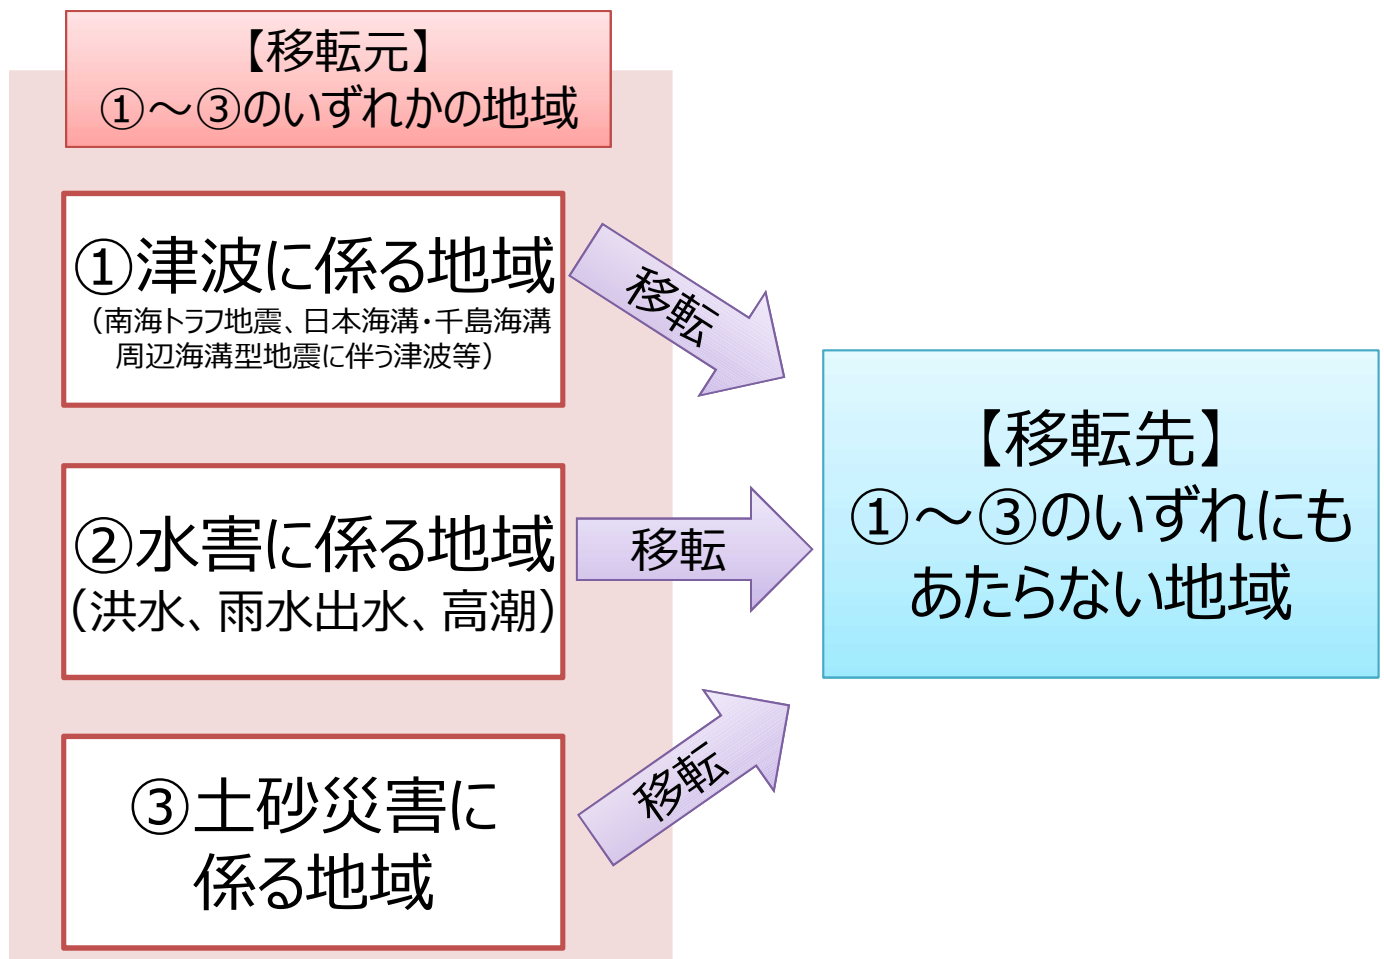 【移転元】
①～③のいずれかの地域
①津波に係る地域
（南海トラフ地震、日本海溝・千島海溝
周辺海溝型地震に伴う津波等）
移転
②水害に係る地域
（洪水、雨水出水、高潮）
移転
③土砂災害に
係る地域
移転
【移転先】
①～③のいずれにも
あたらない地域